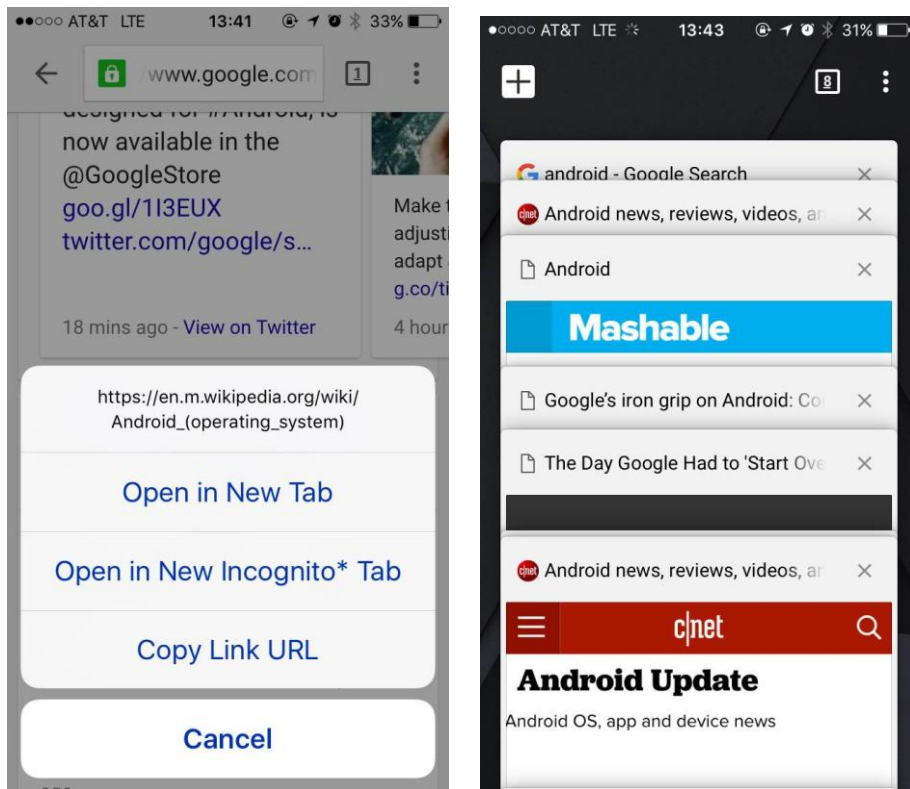 AT&T LTE 13:41 33%
www.google.com 1
designed for #Android, is
now available in the
@GoogleStore
goo.gl/1I3EUX
twitter.com/google/s...
18 mins ago - View on Twitter
Make t
adjusti
adapt
g.co/ti
4 hour
https://en.m.wikipedia.org/wiki/
Android_(operating_system)
Open in New Tab
Open in New Incognito* Tab
Copy Link URL
Cancel
AT&T LTE 13:43 31%
8
android - Google Search
cnet Android news, reviews, videos, an
Android
Mashable
Google's iron grip on Android: Co
The Day Google Had to 'Start Ove
cnet Android news, reviews, videos, an
c|net
Android Update
Android OS, app and device news